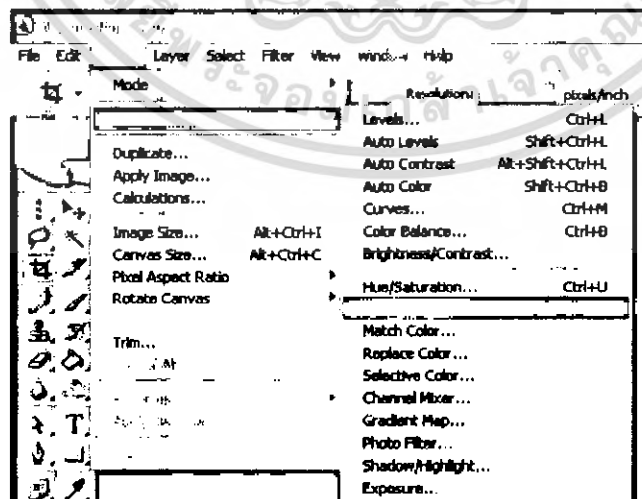 File Edit Layer Select Filter View Window Help
Resolution: pixels/inch
Mode
Duplicate...
Apply Image...
Calculations...
Image Size... Alt+Ctrl+I
Canvas Size... Alt+Ctrl+C
Pixel Aspect Ratio
Rotate Canvas
Trim...
Levels... Ctrl+L
Auto Levels Shift+Ctrl+L
Auto Contrast Alt+Shift+Ctrl+L
Auto Color Shift+Ctrl+B
Curves... Ctrl+M
Color Balance... Ctrl+B
Brightness/Contrast...
Hue/Saturation... Ctrl+U
Match Color...
Replace Color...
Selective Color...
Channel Mixer...
Gradient Map...
Photo Filter...
Shadow/Highlight...
Exposure...